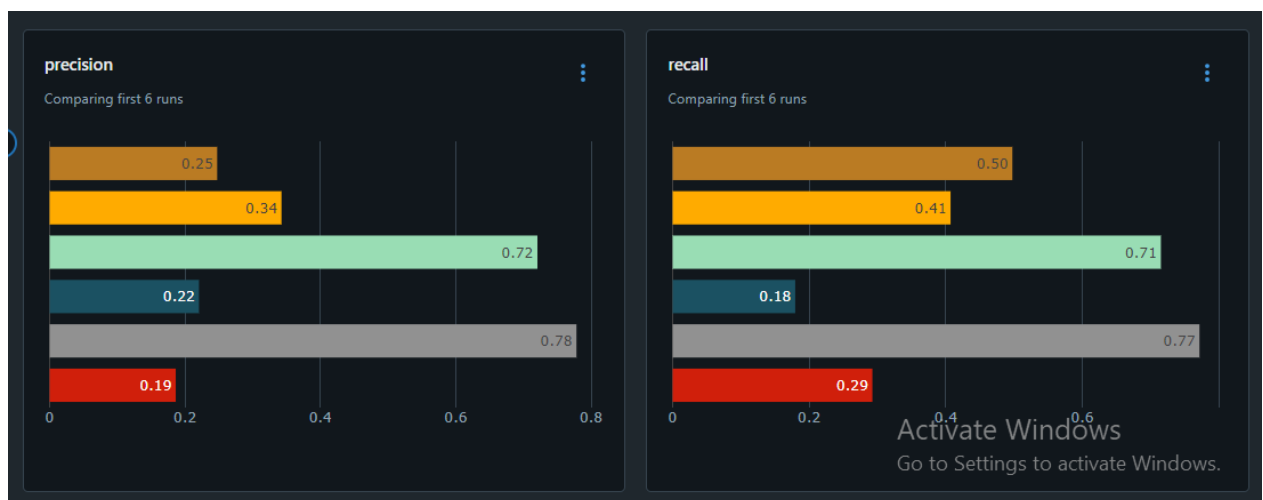 precision
Comparing first 6 runs
0.25
0.34
0.72
0.22
0.78
0.19
0 0.2 0.4 0.6 0.8
recall
Comparing first 6 runs
0.50
0.41
0.71
0.18
0.77
0.29
0 0.2 0.4 0.6
Activate Windows
Go to Settings to activate Windows.